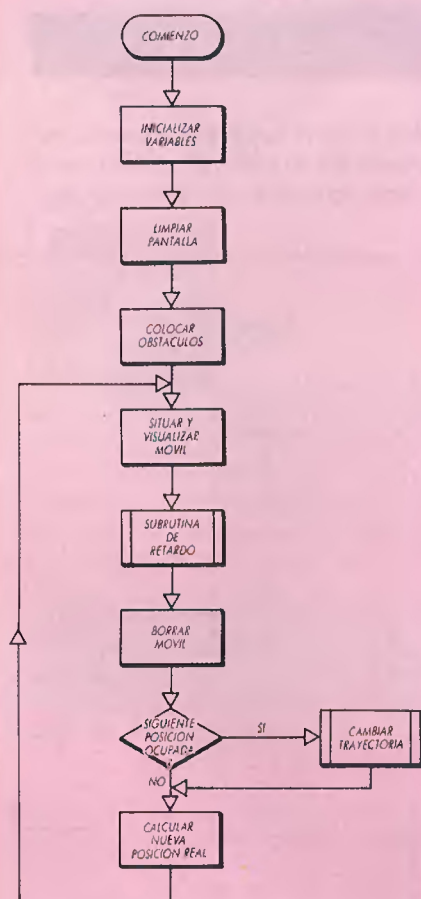 COMIENZO
INICIALIZAR
VARIABLES
LIMPIAR
PANTALLA
COLOCAR
OBSTACULOS
SITUAR Y
VISUALIZAR
MOVIL
SUBRUTINA
DE
RETARDO
BORRAR
MOVIL
SIGUIENTE
POSICION
OCUPADA
SI
CAMBIAR
TRAYECTORIA
NO
CALCULAR
NUEVA
POSICION REAL